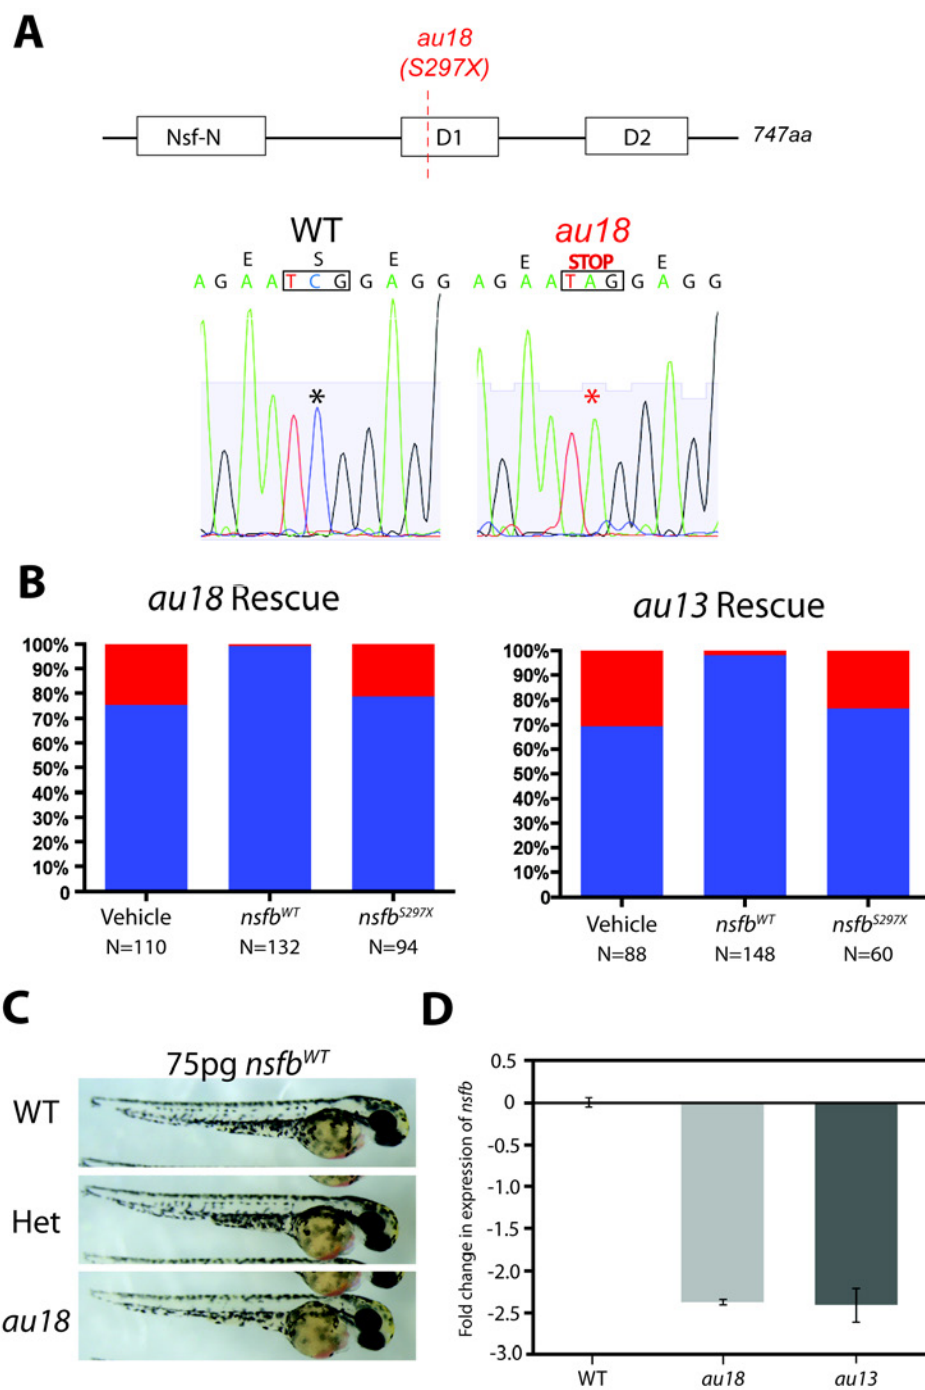 A
au18
(S297X)
Nsf-N
D1
D2
747aa
WT
au18
E S E
E STOP E
A G A A T C G G A G G
A G A A T A G G A G G
*
*
B
au18 Rescue
100%
90%
80%
70%
60%
50%
40%
30%
20%
10%
0
Vehicle
nsfbWT
nsfbS297X
N=110
N=132
N=94
au13 Rescue
100%
90%
80%
70%
60%
50%
40%
30%
20%
10%
0
Vehicle
nsfbWT
nsfbS297X
N=88
N=148
N=60
C
75pg nsfbWT
WT
Het
au18
D
Fold change in expression of nsfb
0.5
0
-0.5
-1.0
-1.5
-2.0
-2.5
-3.0
WT
au18
au13